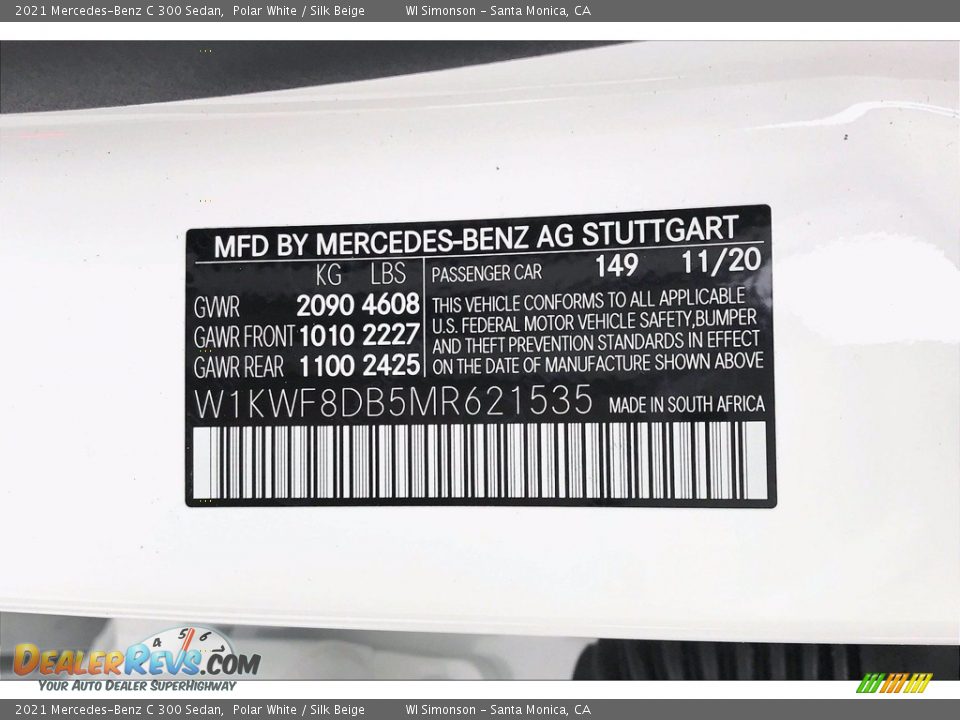 2021 Mercedes-Benz C 300 Sedan, Polar White / Silk Beige WI Simonson - Santa Monica, CA
MFD BY MERCEDES-BENZ AG STUTTGART
KG LBS
GVWR 2090 4608
GAWR FRONT 1010 2227
GAWR REAR 1100 2425
PASSENGER CAR 149 11/20
THIS VEHICLE CONFORMS TO ALL APPLICABLE
U.S. FEDERAL MOTOR VEHICLE SAFETY,BUMPER
AND THEFT PREVENTION STANDARDS IN EFFECT
ON THE DATE OF MANUFACTURE SHOWN ABOVE
W1KWF8DB5MR621535 MADE IN SOUTH AFRICA
4 5 6 7
DEALERREVS.COM
YOUR AUTO DEALER SUPERHIGHWAY
2021 Mercedes-Benz C 300 Sedan, Polar White / Silk Beige WI Simonson - Santa Monica, CA